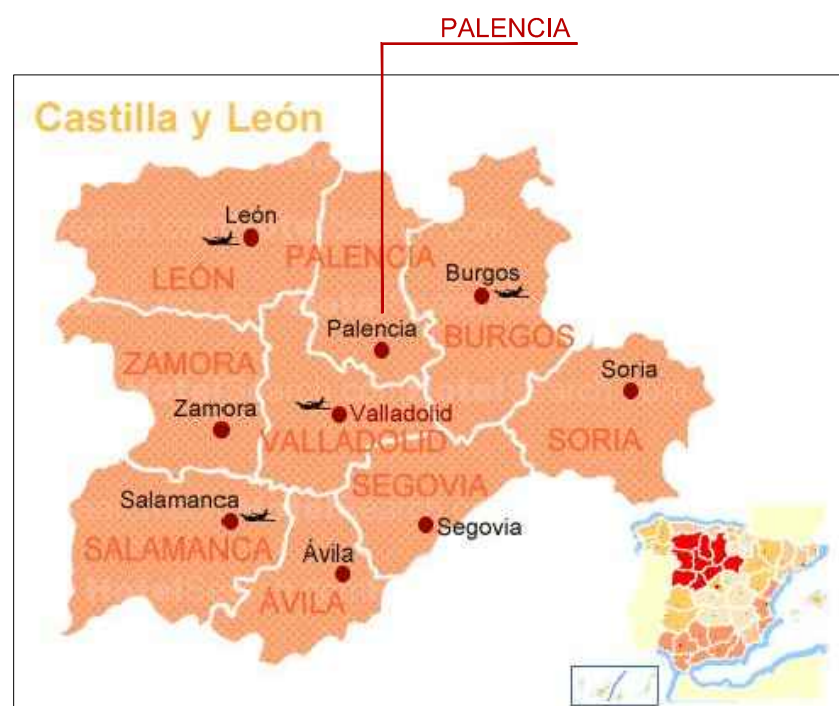 PALENCIA
Castilla y León
León
LEÓN
PALENCIA
Burgos
BURGOS
Palencia
ZAMORA
Zamora
Valladolid
VALLADOLID
Soria
SORIA
SEGOVIA
Segovia
Salamanca
SALAMANCA
Ávila
ÁVILA